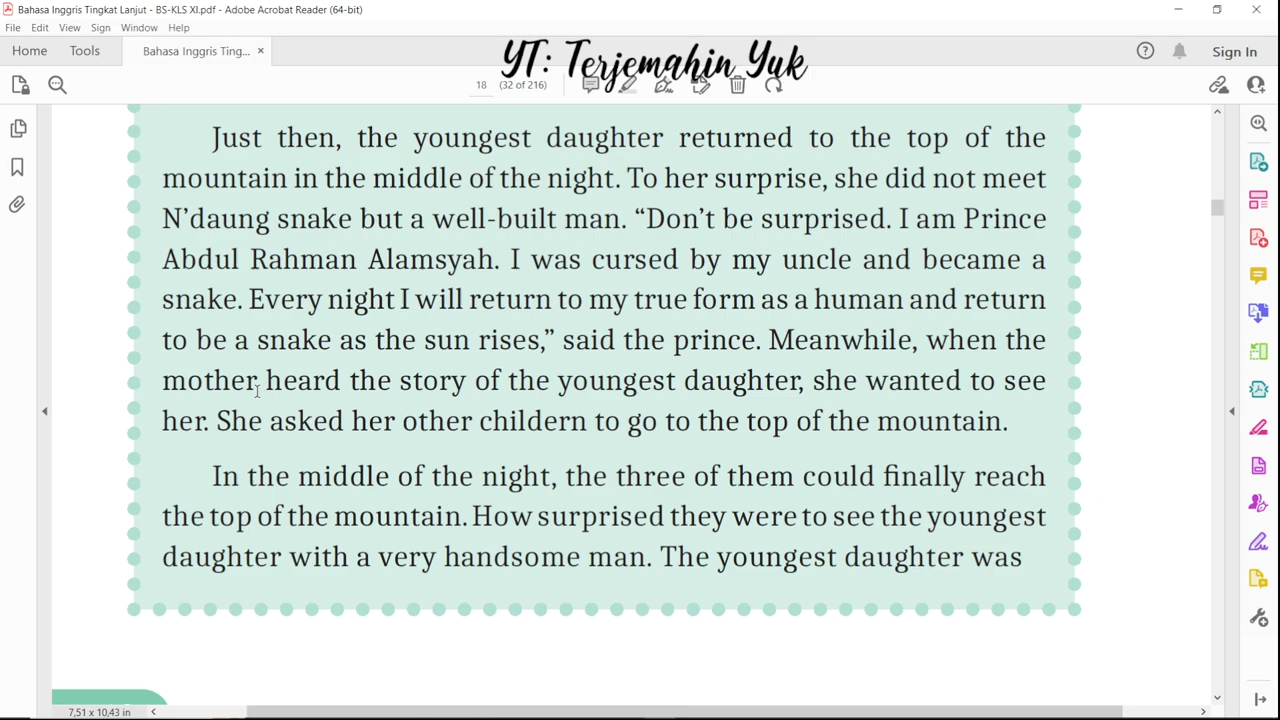 Bahasa Inggris Tingkat Lanjut - BS-KLS XI.pdf - Adobe Acrobat Reader (64-bit)
File Edit View Sign Window Help
Home Tools Bahasa Inggris Ting... × Sign In
YT: Terjemahin Yuk
18 (32 of 216)
Just then, the youngest daughter returned to the top of the
mountain in the middle of the night. To her surprise, she did not meet
N’daung snake but a well-built man. “Don’t be surprised. I am Prince
Abdul Rahman Alamsyah. I was cursed by my uncle and became a
snake. Every night I will return to my true form as a human and return
to be a snake as the sun rises,” said the prince. Meanwhile, when the
mother heard the story of the youngest daughter, she wanted to see
her. She asked her other childern to go to the top of the mountain.
In the middle of the night, the three of them could finally reach
the top of the mountain. How surprised they were to see the youngest
daughter with a very handsome man. The youngest daughter was
7,51 x 10,43 in